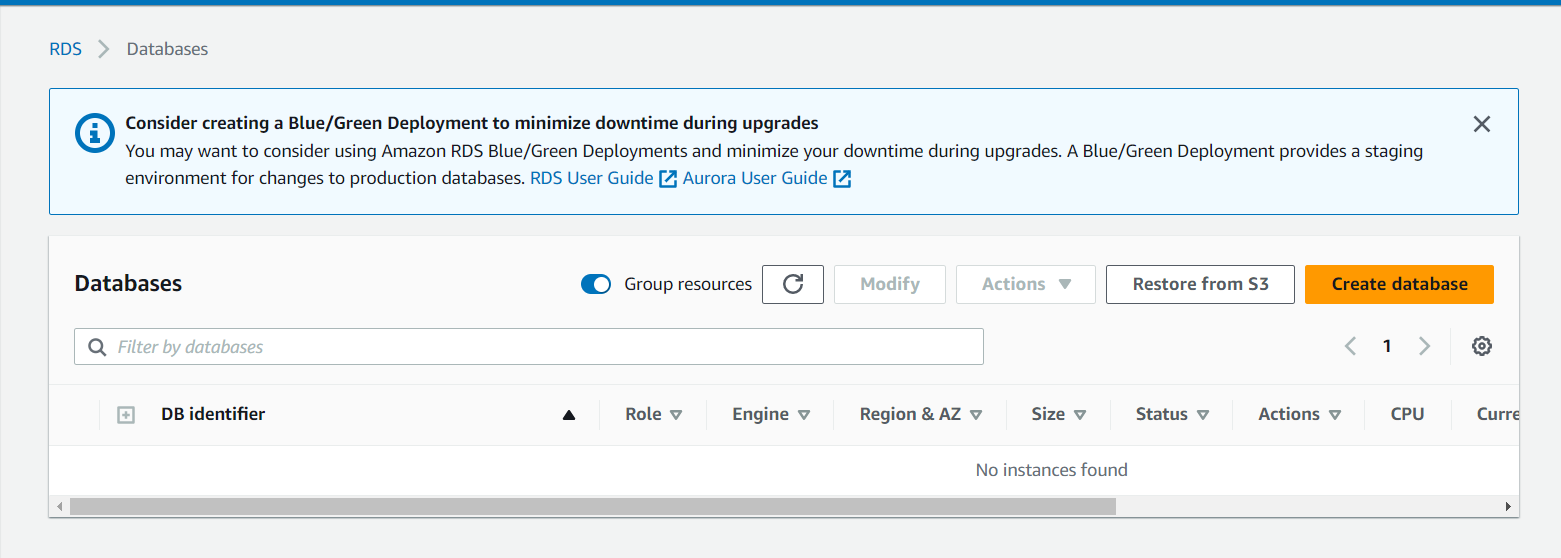 RDS Databases
Consider creating a Blue/Green Deployment to minimize downtime during upgrades
You may want to consider using Amazon RDS Blue/Green Deployments and minimize your downtime during upgrades. A Blue/Green Deployment provides a staging
environment for changes to production databases. RDS User Guide Aurora User Guide
Databases Group resources Modify Actions Restore from S3 Create database
Filter by databases 1
DB identifier Role Engine Region & AZ Size Status Actions CPU Curre
No instances found